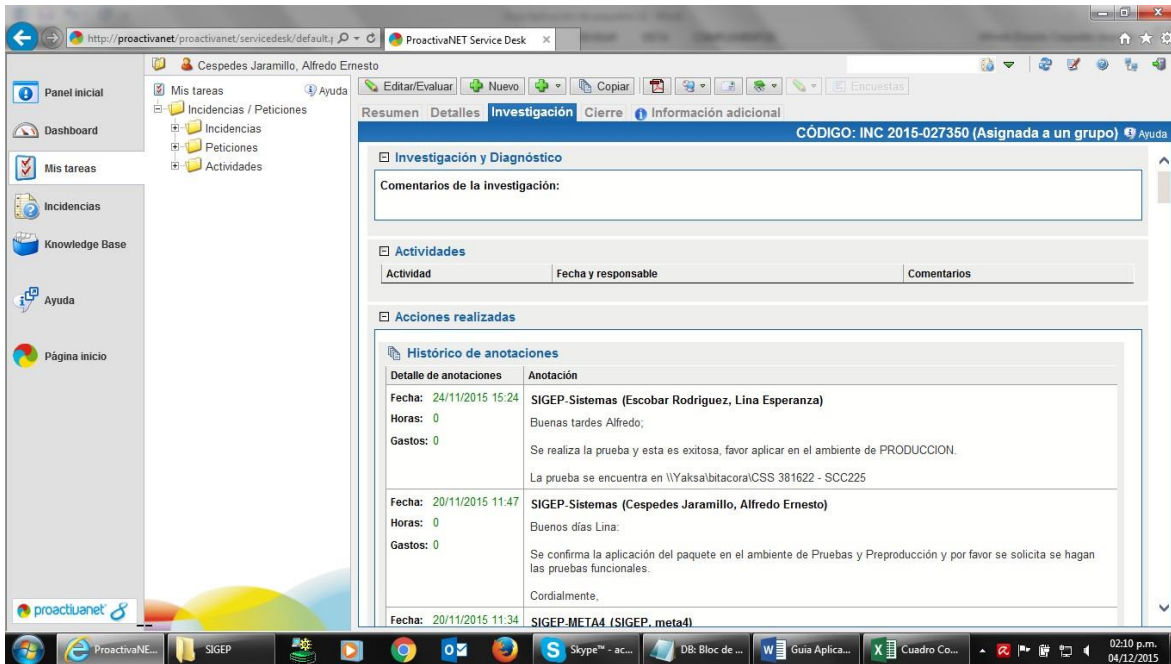 http://proactivanet/proactivanet/servicedesk/default.p
ProactivaNET Service Desk
Cespedes Jaramillo, Alfredo Ernesto
Panel inicial
Dashboard
Mis tareas
Incidencias
Knowledge Base
Ayuda
Página inicio
proactivanet 8
Mis tareas
Ayuda
Incidencias / Peticiones
Incidencias
Peticiones
Actividades
Editar/Evaluar Nuevo Copiar Encuestas
Resumen Detalles Investigación Cierre Información adicional
CÓDIGO: INC 2015-027350 (Asignada a un grupo) Ayuda
Investigación y Diagnóstico
Comentarios de la investigación:
Actividades
Actividad Fecha y responsable Comentarios
Acciones realizadas
Histórico de anotaciones
Detalle de anotaciones Anotación
Fecha: 24/11/2015 15:24
Horas: 0
Gastos: 0
SIGEP-Sistemas (Escobar Rodriguez, Lina Esperanza)
Buenas tardes Alfredo;
Se realiza la prueba y esta es exitosa, favor aplicar en el ambiente de PRODUCCION.
La prueba se encuentra en \\Yaksa\bitacora\CSS 381622 - SCC225
Fecha: 20/11/2015 11:47
Horas: 0
Gastos: 0
SIGEP-Sistemas (Cespedes Jaramillo, Alfredo Ernesto)
Buenos días Lina:
Se confirma la aplicación del paquete en el ambiente de Pruebas y Preproducción y por favor se solicita se hagan
las pruebas funcionales.
Cordialmente,
Fecha: 20/11/2015 11:34
SIGEP-META4 (SIGEP, meta4)
ProactivaNE... SIGEP Skype™ - ac... DB: Bloc de ... Guia Aplica... Cuadro Co...
02:10 p.m.
04/12/2015